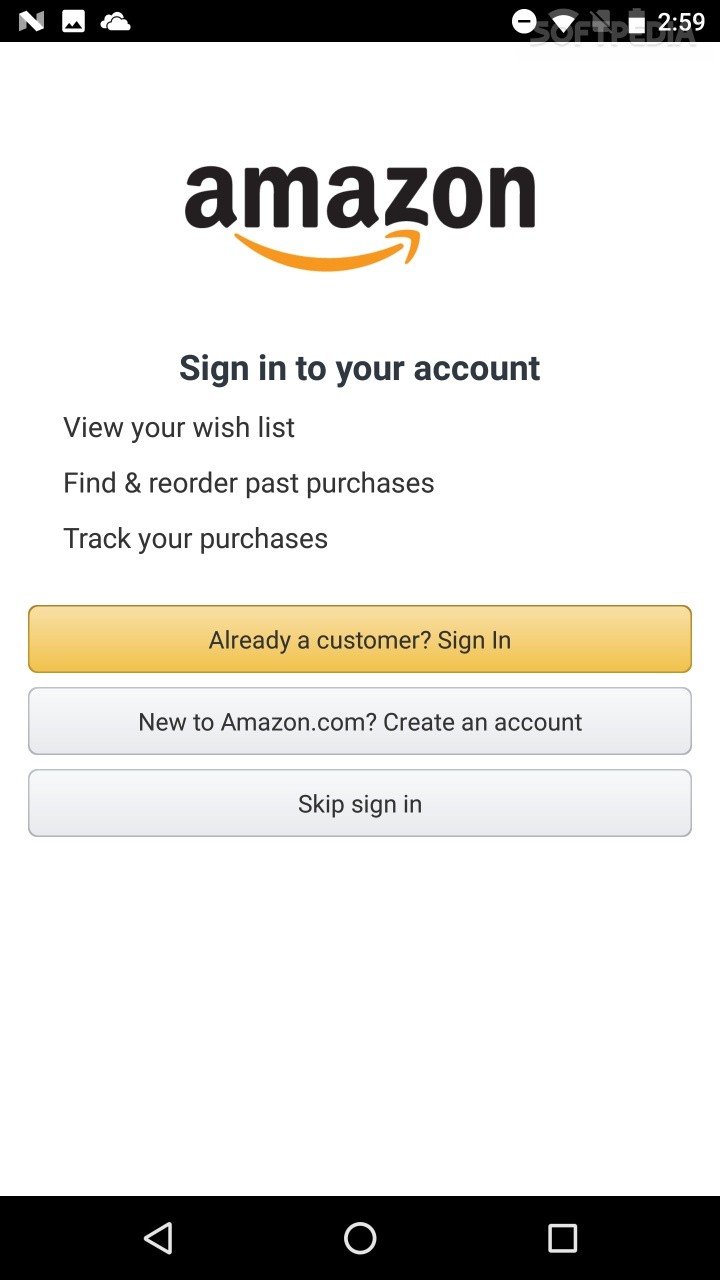 2:59
SOFTPEDIA
amazon
Sign in to your account
View your wish list
Find & reorder past purchases
Track your purchases
Already a customer? Sign In
New to Amazon.com? Create an account
Skip sign in